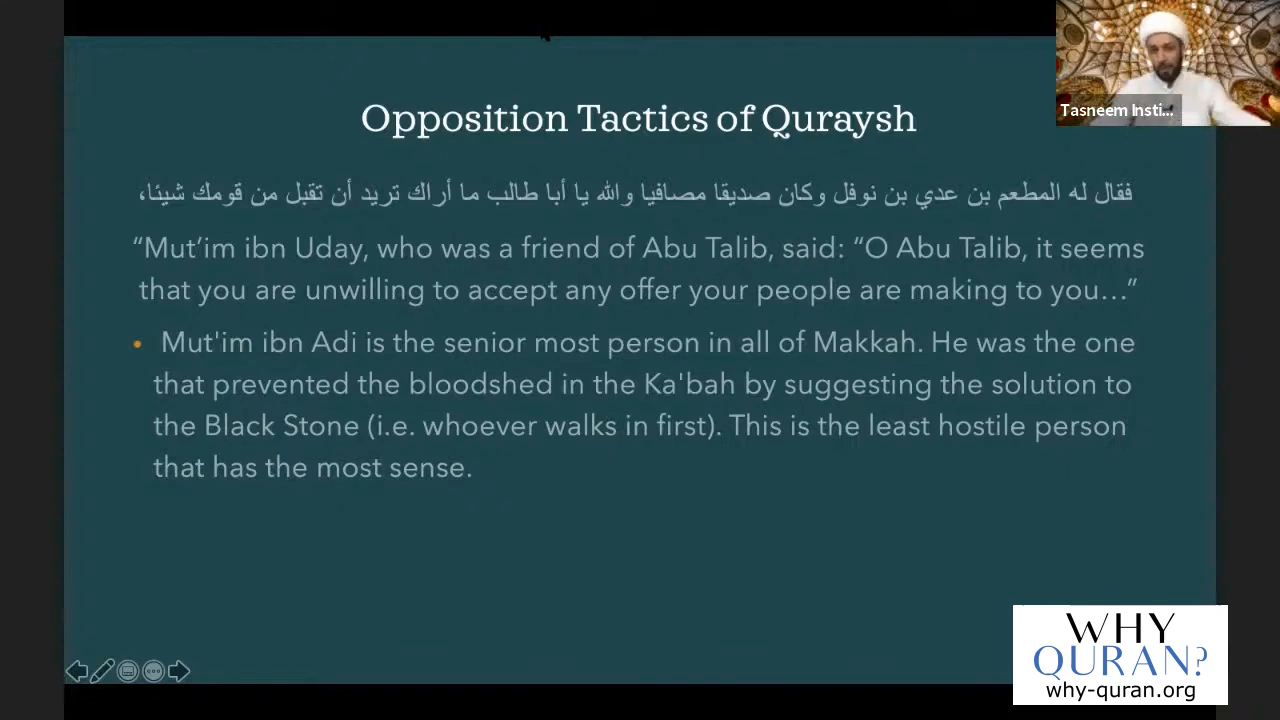 Opposition Tactics of Quraysh
فقال له المطعم بن عدي بن نوفل وكان صديقا مصافيا والله يا أبا طالب ما أراك تريد أن تقبل من قومك شيئا،
“Mut’im ibn Uday, who was a friend of Abu Talib, said: “O Abu Talib, it seems
that you are unwilling to accept any offer your people are making to you…”
• Mut'im ibn Adi is the senior most person in all of Makkah. He was the one
that prevented the bloodshed in the Ka'bah by suggesting the solution to
the Black Stone (i.e. whoever walks in first). This is the least hostile person
that has the most sense.
Tasneem Insti...
WHY
QURAN?
why-quran.org